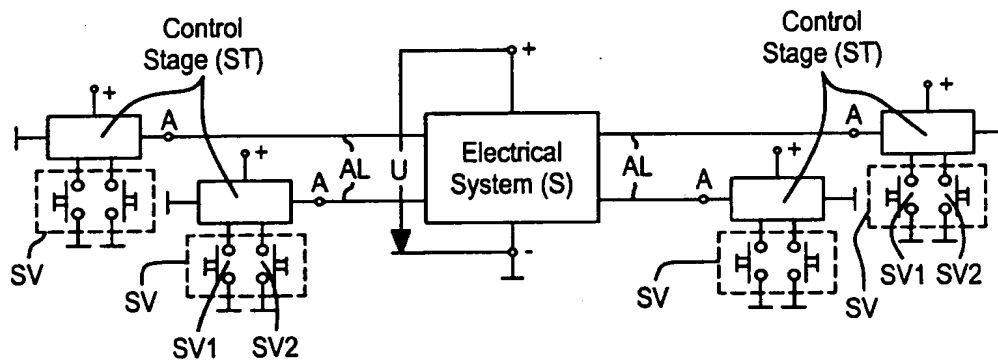 Control
Stage (ST)
Control
Stage (ST)
+
+
+
A
A
Electrical
System (S)
AL
U
AL
+
+
A
A
-
SV
SV
SV1
SV2
SV
SV
SV1
SV2